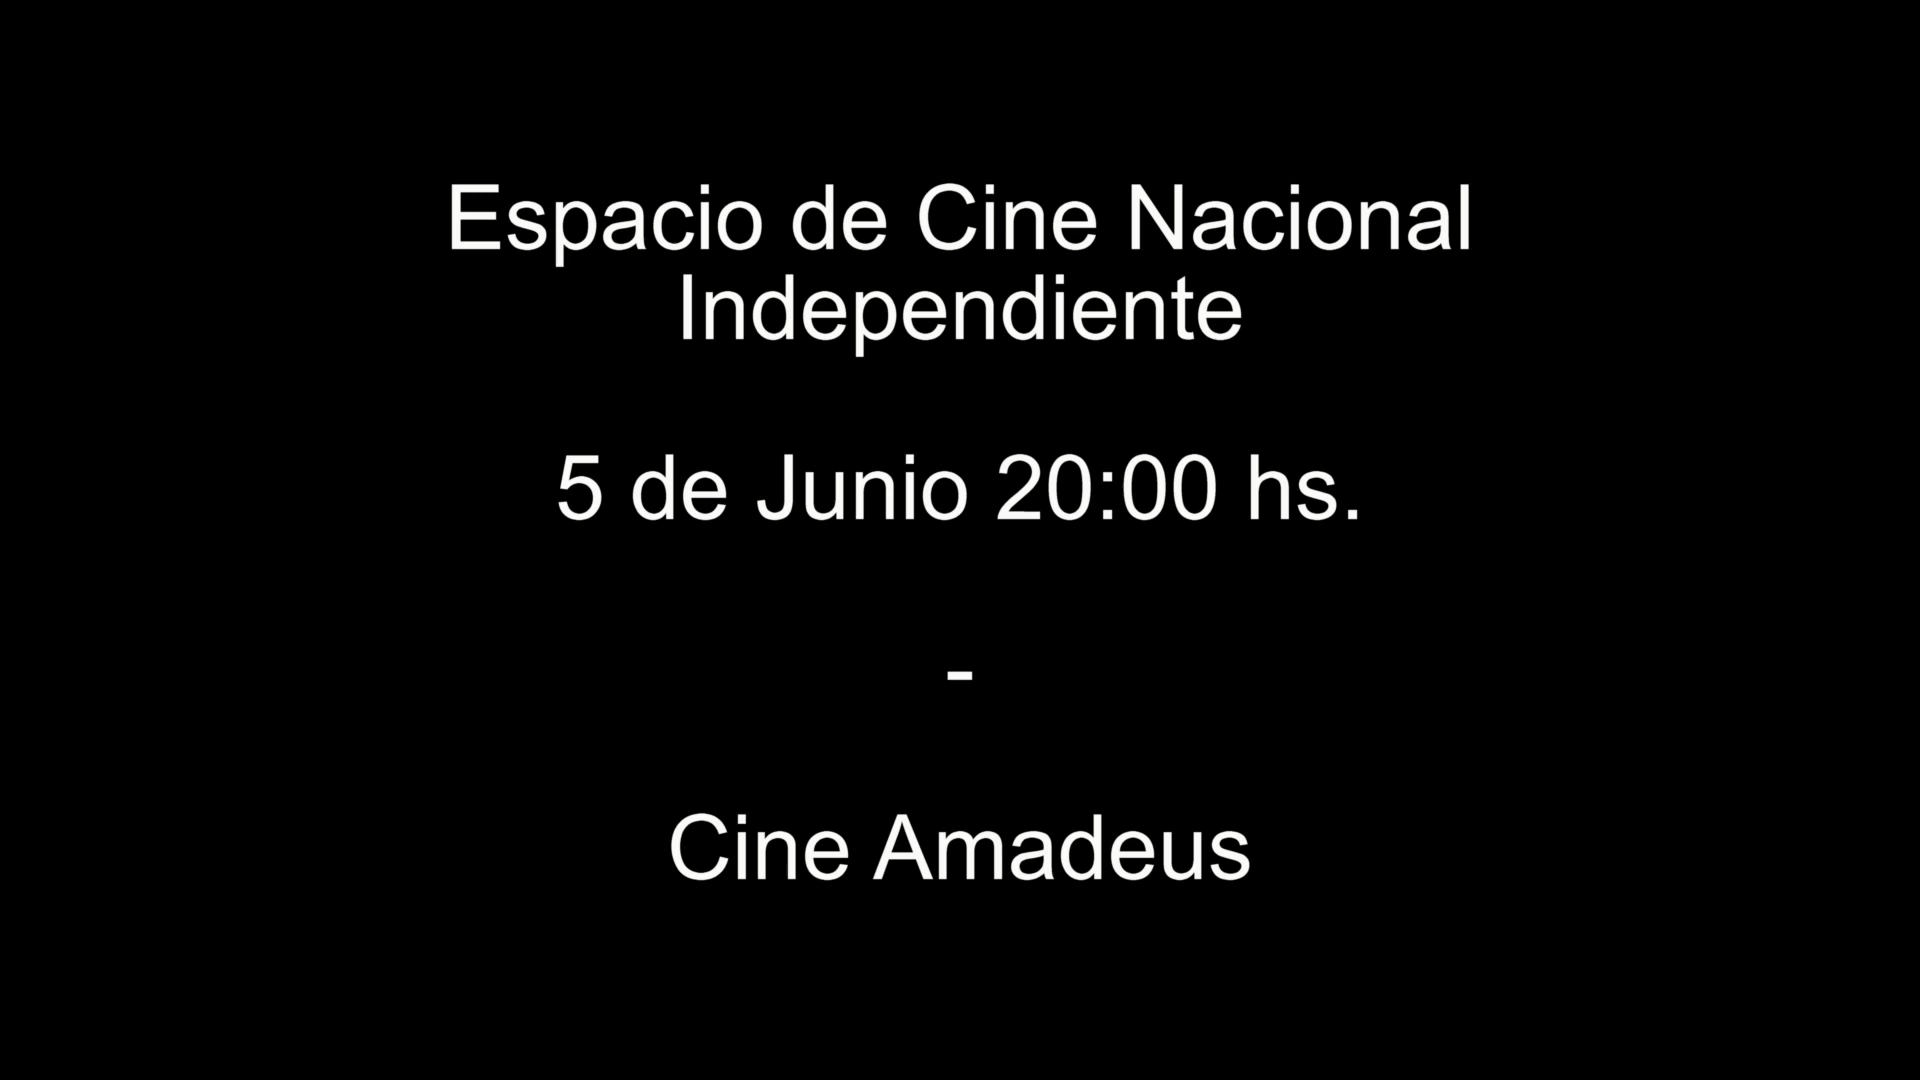 Espacio de Cine Nacional
Independiente
5 de Junio 20:00 hs.
-
Cine Amadeus